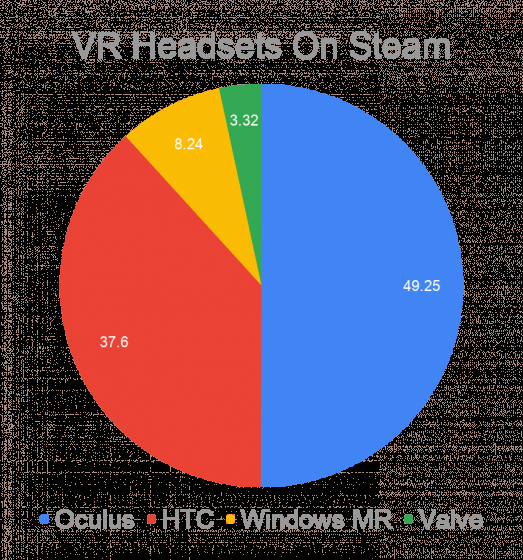 VR Headsets On Steam
3.32
8.24
49.25
37.6
Oculus HTC Windows MR Valve